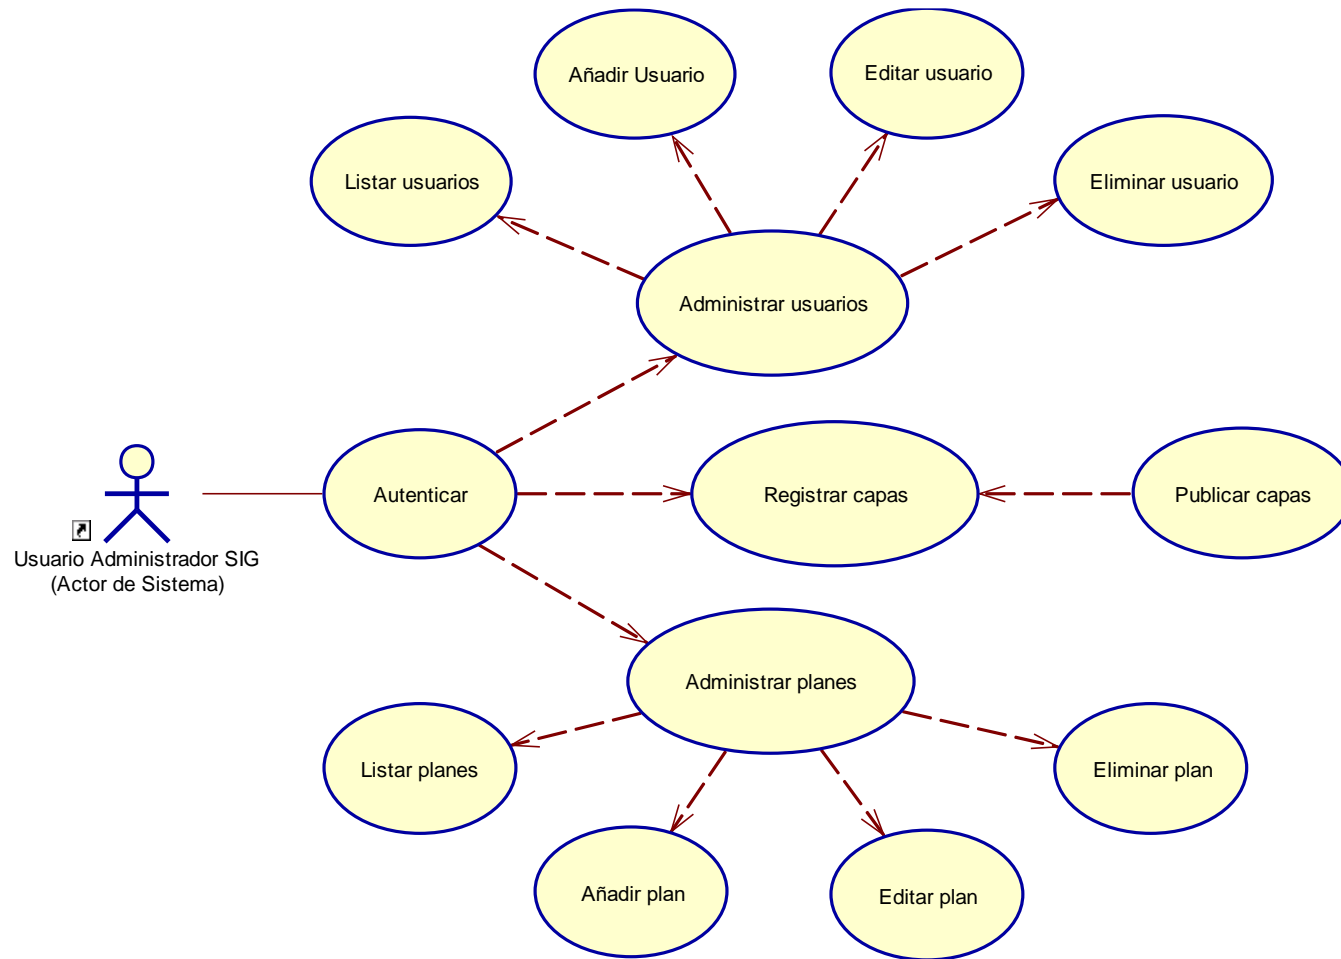 Añadir Usuario
Editar usuario
Listar usuarios
Eliminar usuario
Administrar usuarios
Autenticar
Registrar capas
Publicar capas
Usuario Administrador SIG
(Actor de Sistema)
Administrar planes
Listar planes
Eliminar plan
Añadir plan
Editar plan